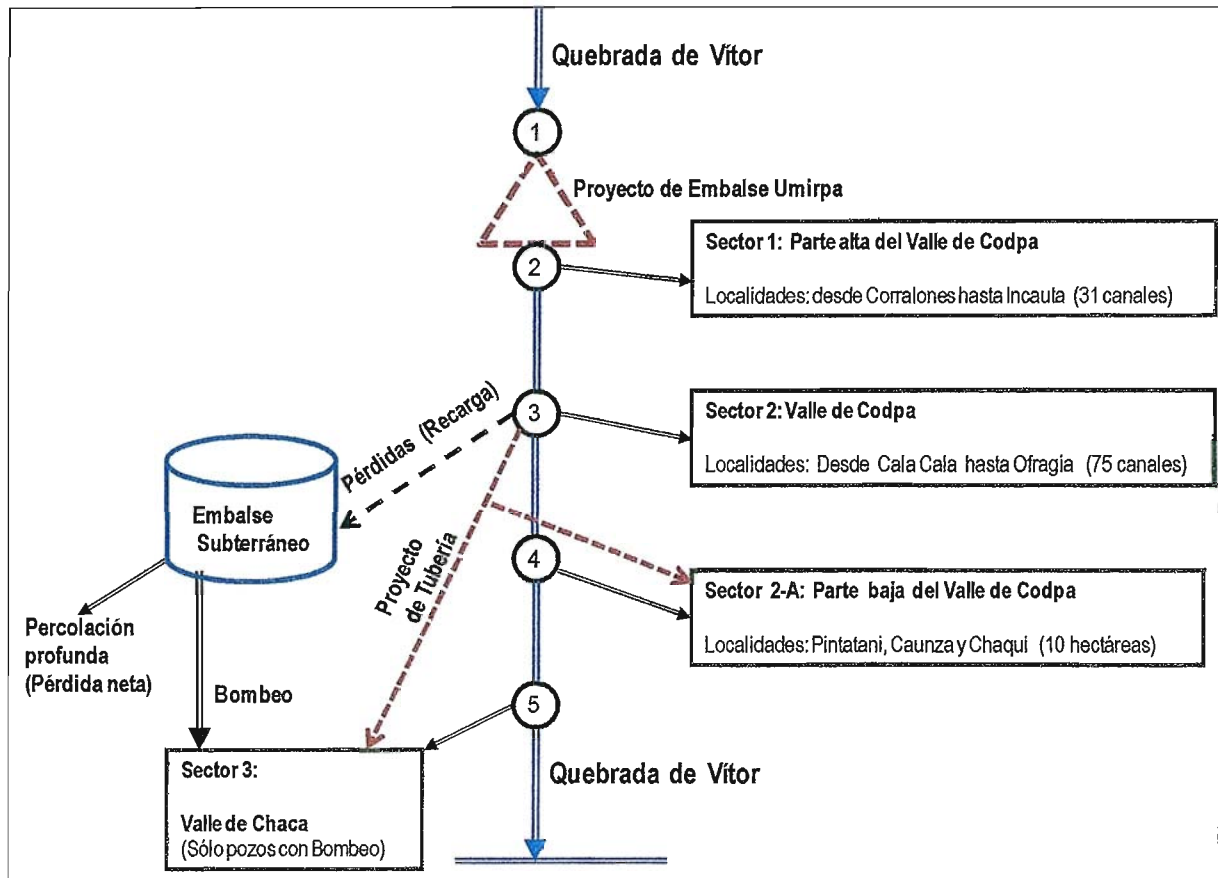 Quebrada de Vítor
1
Proyecto de Embalse Umirpa
2
Sector 1: Parte alta del Valle de Codpa
Localidades: desde Corralones hasta Incauta (31 canales)
3
Pérdidas (Recarga)
Sector 2: Valle de Codpa
Localidades: Desde Cala Cala hasta Ofragía (75 canales)
Embalse
Subterráneo
Proyecto
de Tubería
4
Sector 2-A: Parte baja del Valle de Codpa
Localidades: Pintatani, Caunza y Chaqui (10 hectáreas)
Percolación
profunda
(Pérdida neta)
Bombeo
5
Sector 3:
Valle de Chaca
(Sólo pozos con Bombeo)
Quebrada de Vítor